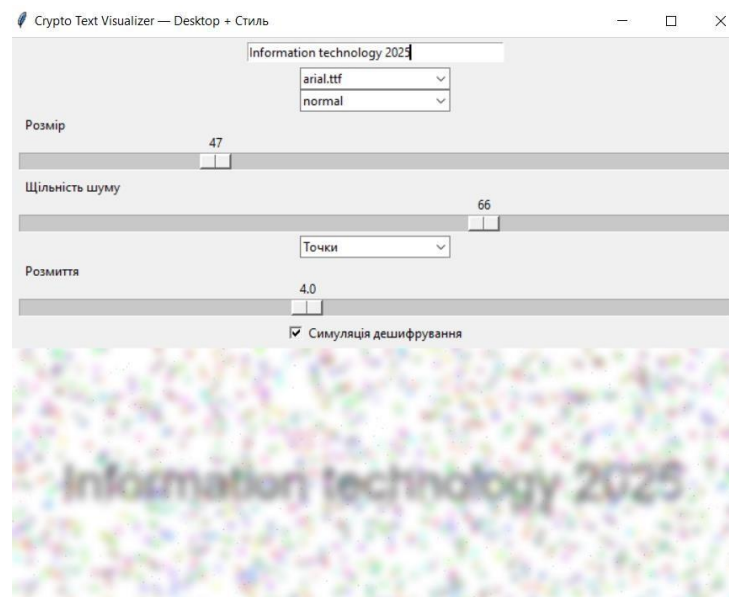 Crypto Text Visualizer — Desktop + Стиль
Information technology 2025
arial.ttf
normal
Розмір
47
Щільність шуму
66
Точки
Розмиття
4.0
Симуляція дешифрування
Information technology 2025